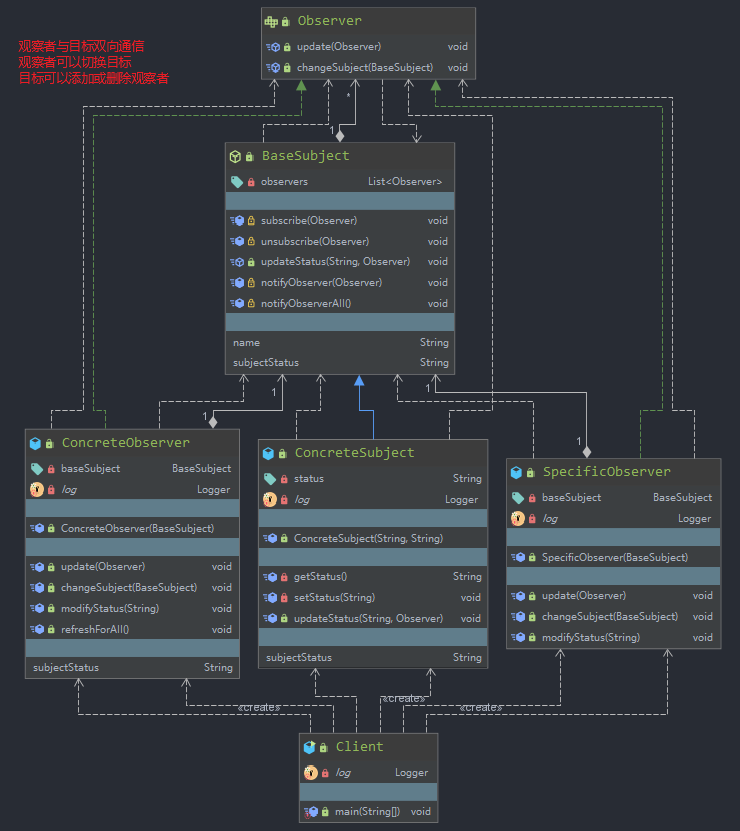 Observer
update(Observer) void
changeSubject(BaseSubject) void
观察者与目标双向通信
观察者可以切换目标
目标可以添加或删除观察者
*
1
BaseSubject
observers List<Observer>
subscribe(Observer) void
unsubscribe(Observer) void
updateStatus(String, Observer) void
notifyObserver(Observer) void
notifyObserverAll() void
name String
subjectStatus String
1
1
1
1
ConcreteObserver
baseSubject BaseSubject
log Logger
ConcreteObserver(BaseSubject)
update(Observer) void
changeSubject(BaseSubject) void
modifyStatus(String) void
refreshForAll() void
subjectStatus String
ConcreteSubject
status String
log Logger
ConcreteSubject(String, String)
getStatus() String
setStatus(String) void
updateStatus(String, Observer) void
subjectStatus String
SpecificObserver
baseSubject BaseSubject
log Logger
SpecificObserver(BaseSubject)
update(Observer) void
changeSubject(BaseSubject) void
modifyStatus(String) void
«create»
«create»
«create»
Client
log Logger
main(String[]) void